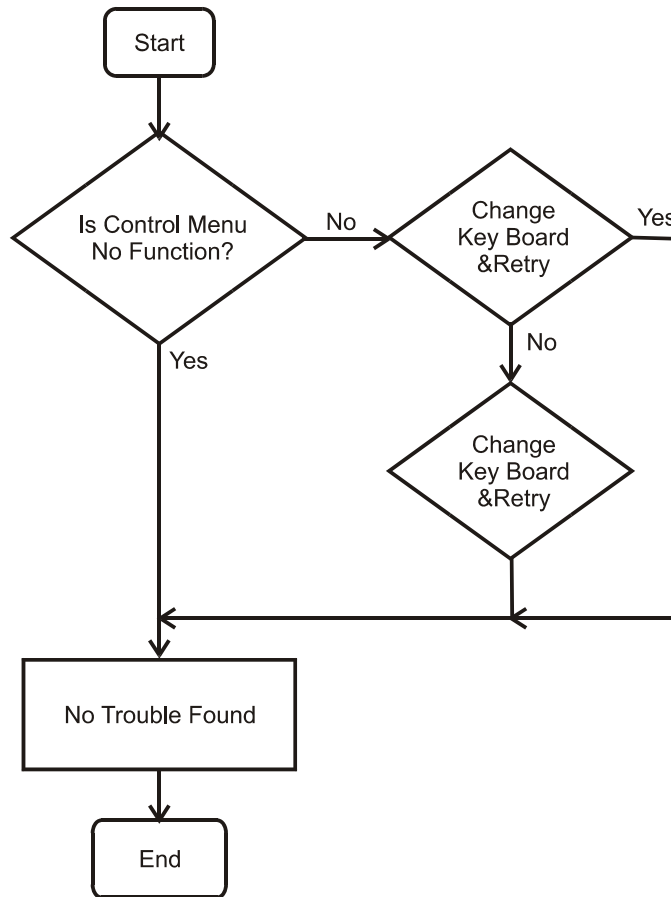 Start
Is Control Menu
No Function?
No
Change
Key Board
&Retry
Yes
Yes
No
Change
Key Board
&Retry
No Trouble Found
End